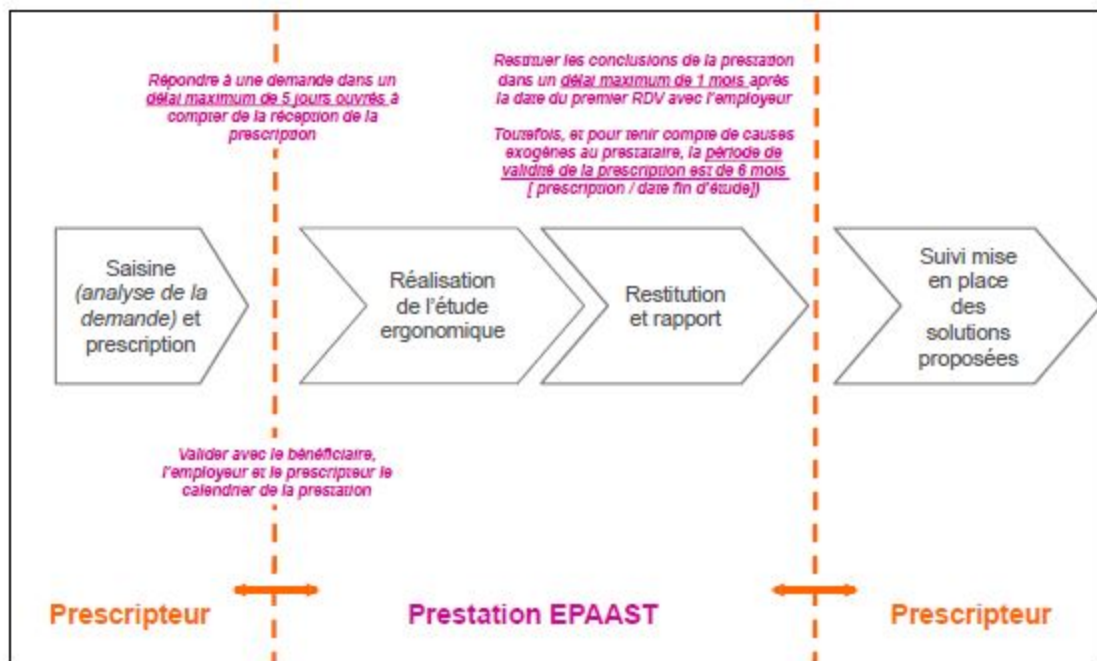 Répondre à une demande dans un
délai maximum de 5 jours ouvrés à
compter de la réception de la
prescription
Restituer les conclusions de la prestation
dans un délai maximum de 1 mois après
la date du premier RDV avec l'employeur
Toutefois, et pour tenir compte de causes
exogènes au prestataire, la période de
validité de la prescription est de 6 mois
[ prescription / date fin d'étude])
Saisine
(analyse de la
demande) et
prescription
Réalisation
de l'étude
ergonomique
Restitution
et rapport
Suivi mise
en place
des
solutions
proposées
Valider avec le bénéficiaire,
l'employeur et le prescripteur le
calendrier de la prestation
Prescripteur
Prestation EPAAST
Prescripteur